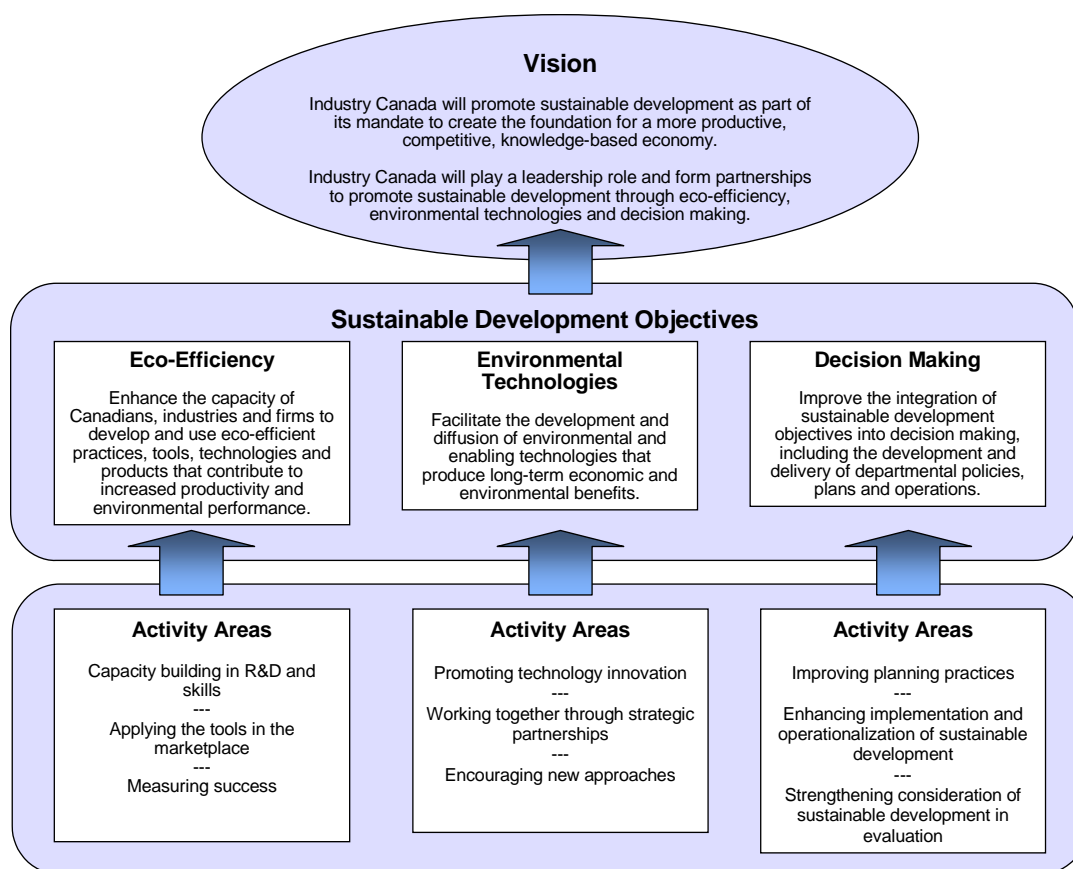 Vision
Industry Canada will promote sustainable development as part of
its mandate to create the foundation for a more productive,
competitive, knowledge-based economy.
Industry Canada will play a leadership role and form partnerships
to promote sustainable development through eco-efficiency,
environmental technologies and decision making.
Sustainable Development Objectives
Eco-Efficiency
Enhance the capacity of
Canadians, industries and firms to
develop and use eco-efficient
practices, tools, technologies and
products that contribute to
increased productivity and
environmental performance.
Environmental
Technologies
Facilitate the development and
diffusion of environmental and
enabling technologies that
produce long-term economic and
environmental benefits.
Decision Making
Improve the integration of
sustainable development
objectives into decision making,
including the development and
delivery of departmental policies,
plans and operations.
Activity Areas
Capacity building in R&D and
skills
---
Applying the tools in the
marketplace
---
Measuring success
Activity Areas
Promoting technology innovation
---
Working together through strategic
partnerships
---
Encouraging new approaches
Activity Areas
Improving planning practices
---
Enhancing implementation and
operationalization of sustainable
development
---
Strengthening consideration of
sustainable development in
evaluation